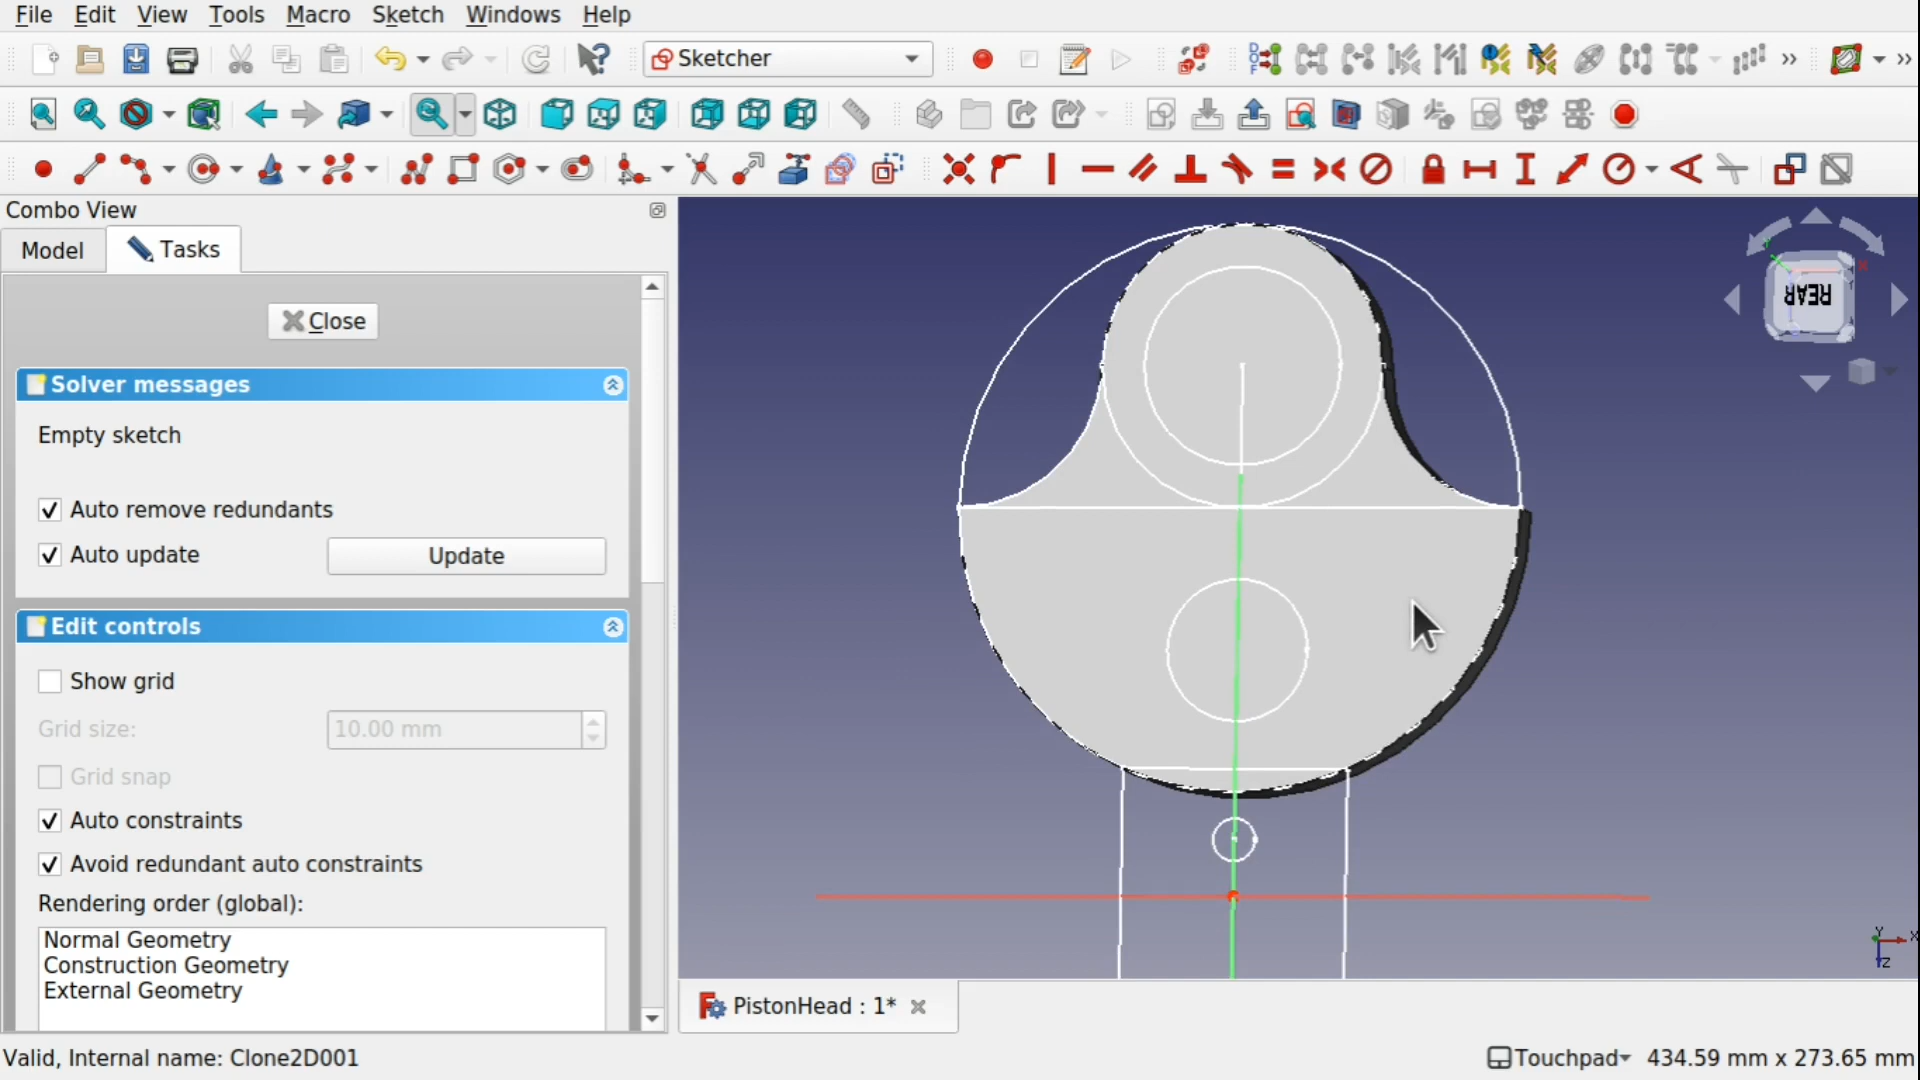 File Edit View Tools Macro Sketch Windows Help
Sketcher
Combo View
Model Tasks
Close
Solver messages
Empty sketch
Auto remove redundants
Auto update Update
Edit controls
Show grid
Grid size: 10.00 mm
Grid snap
Auto constraints
Avoid redundant auto constraints
Rendering order (global):
Normal Geometry
Construction Geometry
External Geometry
REAR
Y X
Z
PistonHead : 1*
Valid, Internal name: Clone2D001 Touchpad 434.59 mm x 273.65 mm